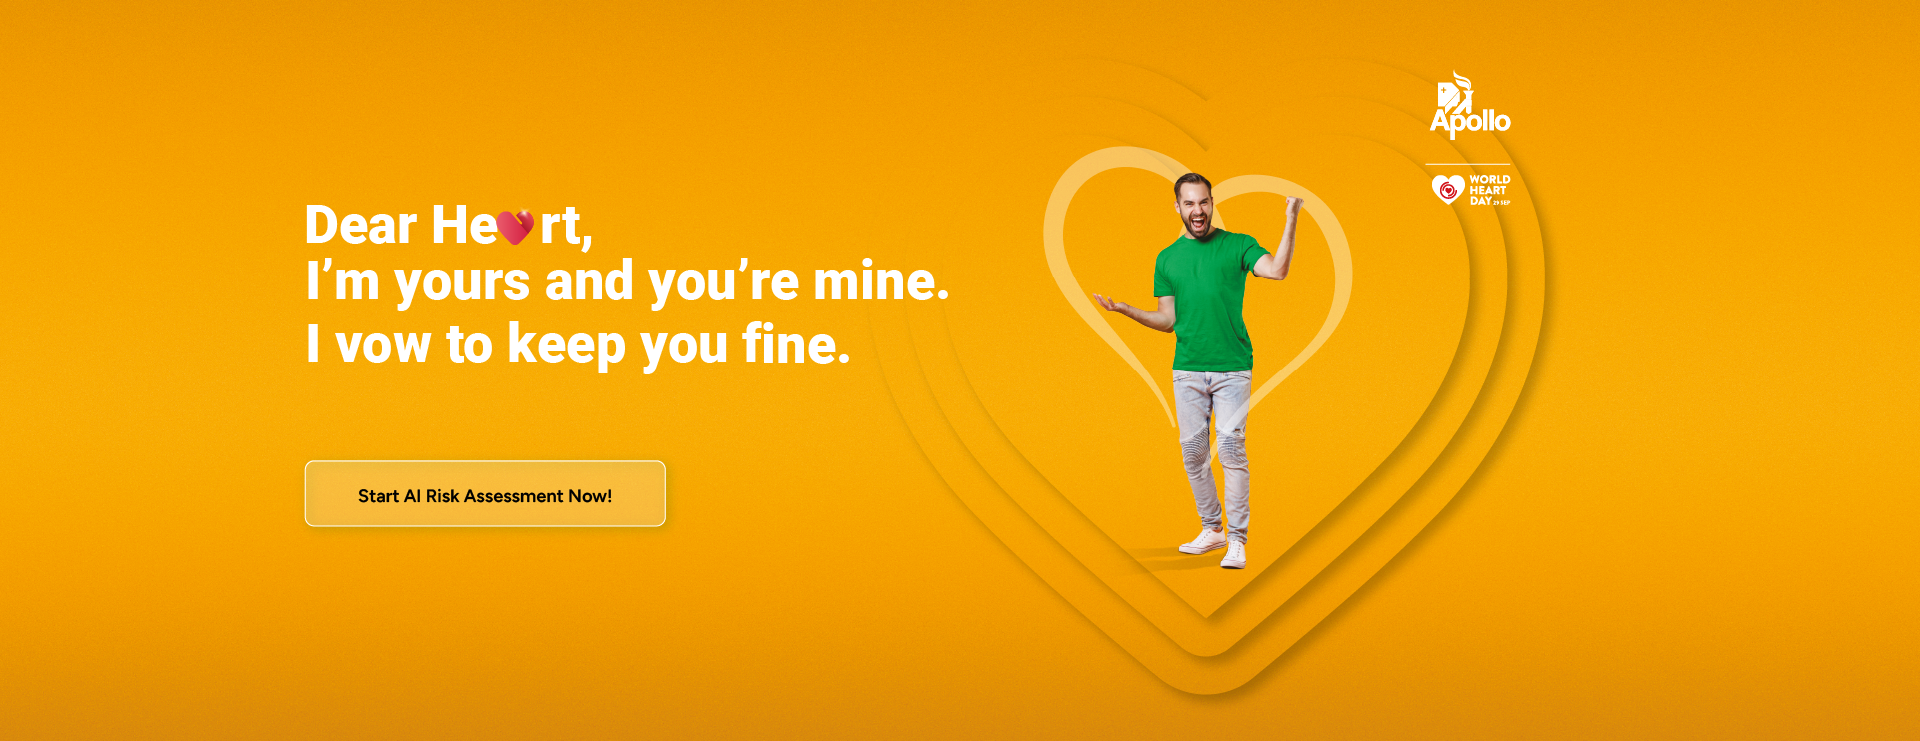 Dear He❤rt,
I’m yours and you’re mine.
I vow to keep you fine.
Start AI Risk Assessment Now!
Apollo
WORLD
HEART
DAY 29 SEP